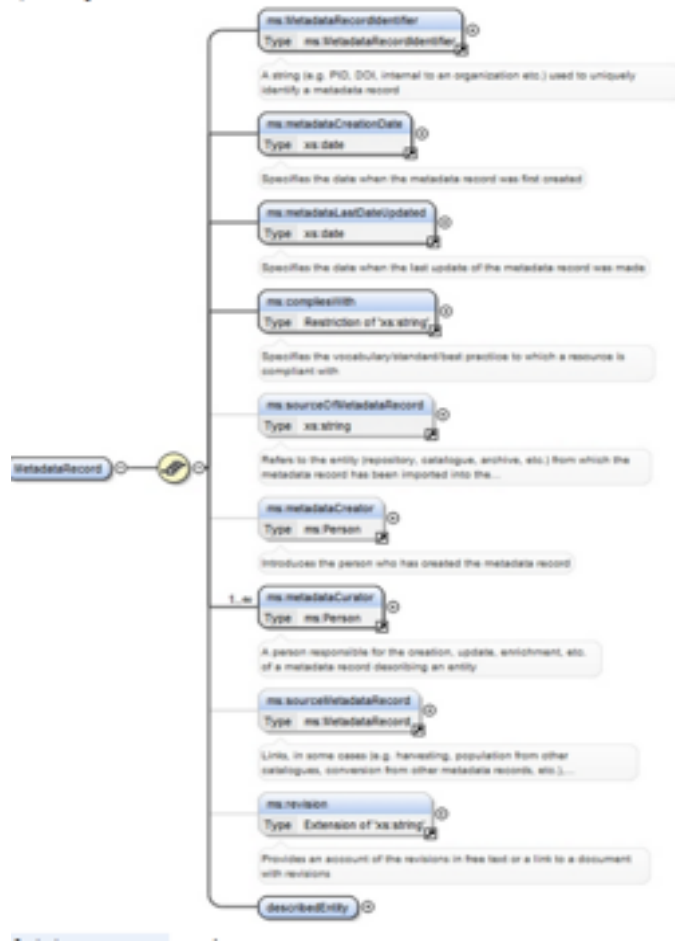 ms:MetadataRecordIdentifier
Type ms:MetadataRecordIdentifier
A string (e.g. PID, DOI, internal to an organization etc.) used to uniquely
identify a metadata record
ms:metadataCreationDate
Type xs:date
Specifies the date when the metadata record was first created
ms:metadataLastDateUpdated
Type xs:date
Specifies the date when the last update of the metadata record was made
ms:compliesWith
Type Restriction of 'xs:string'
Specifies the vocabulary/standard/best practice to which a resource is
compliant with
ms:sourceOfMetadataRecord
Type xs:string
Refers to the entity (repository, catalogue, archive, etc.) from which the
metadata record has been imported into the...
MetadataRecord
ms:metadataCreator
Type ms:Person
Introduces the person who has created the metadata record
1..∞
ms:metadataCurator
Type ms:Person
A person responsible for the creation, update, enrichment, etc.
of a metadata record describing an entity
ms:sourceMetadataRecord
Type ms:MetadataRecord
Links, in some cases (e.g. harvesting, population from other
catalogues, conversion from other metadata records, etc.),...
ms:revision
Type Extension of 'xs:string'
Provides an account of the revisions in free text or a link to a document
with revisions
describedEntity